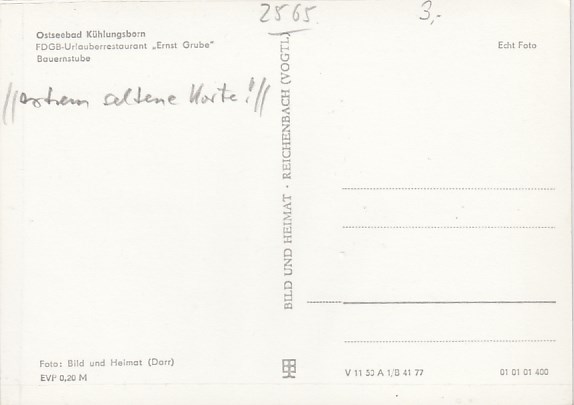 2565.
3,-
Ostseebad Kühlungsborn
FDGB-Urlauberrestaurant „Ernst Grube"
Bauernstube
Echt Foto
//extrem seltene Karte!//
BILD UND HEIMAT · REICHENBACH (VOGTL)
Foto: Bild und Heimat (Darr)
EVP 0,20 M
V 11 50 A 1/B 41 77
01 01 01 400